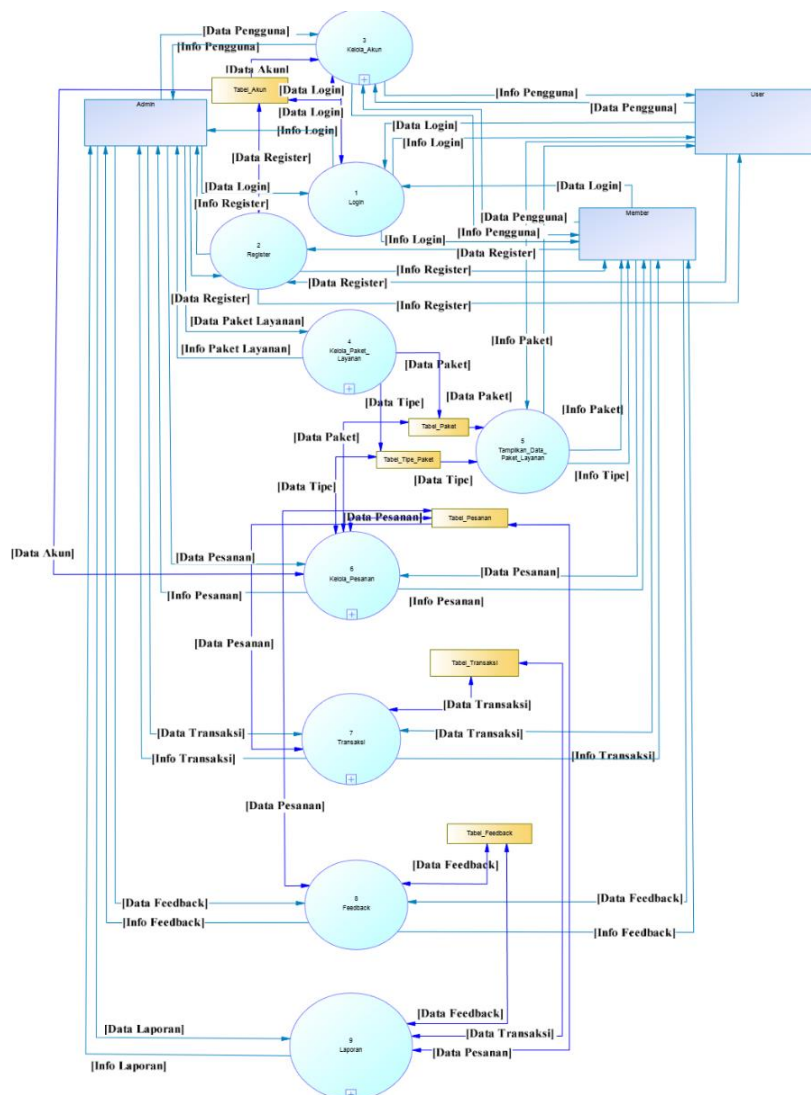 [Data Pengguna]
[Info Pengguna]
3
Kelola_Akun
[Data Akun]
Tabel_Akun
[Data Login]
[Info Pengguna]
User
Admin
[Data Login]
[Data Pengguna]
[Info Login]
[Data Login]
[Info Login]
[Data Register]
[Data Login]
1
Login
[Data Login]
[Info Register]
Member
[Data Pengguna]
[Info Pengguna]
2
Register
[Info Login]
[Data Register]
[Info Register]
[Data Register]
[Info Register]
[Data Paket Layanan]
4
Kelola_Paket_
Layanan
[Info Paket Layanan]
[Data Paket]
[Info Paket]
[Data Tipe]
[Data Paket]
[Info Paket]
Tabel_Paket
[Data Paket]
5
Tampilkan_Data_
Paket_Layanan
Tabel_Tipe_Paket
[Data Tipe]
[Data Tipe]
[Info Tipe]
[Data Pesanan]
Tabel_Pesanan
[Data Akun]
[Data Pesanan]
6
Kelola_Pesanan
[Data Pesanan]
[Info Pesanan]
[Info Pesanan]
[Data Pesanan]
Tabel_Transaksi
[Data Transaksi]
[Data Transaksi]
7
Transaksi
[Data Transaksi]
[Info Transaksi]
[Info Transaksi]
[Data Pesanan]
Tabel_Feedback
[Data Feedback]
[Data Feedback]
8
Feedback
[Data Feedback]
[Info Feedback]
[Info Feedback]
[Data Feedback]
[Data Laporan]
9
Laporan
[Data Transaksi]
[Data Pesanan]
[Info Laporan]